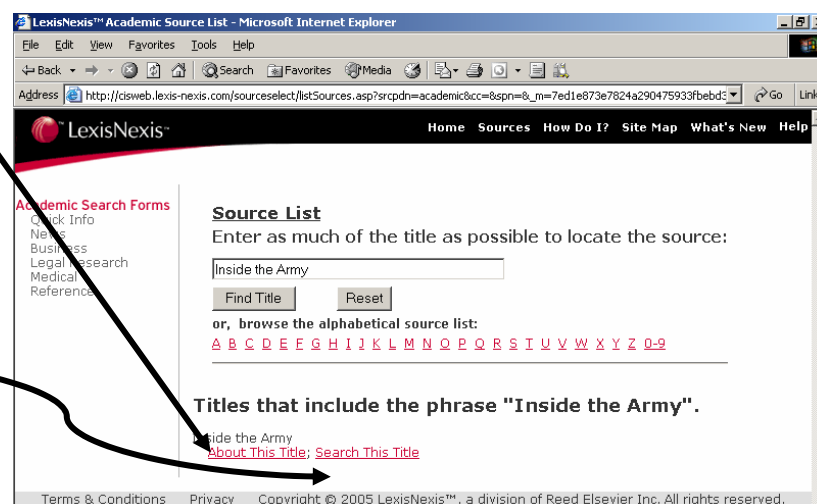 LexisNexis™ Academic Source List - Microsoft Internet Explorer
File Edit View Favorites Tools Help
Back Search Favorites Media
Address http://cisweb.lexis-nexis.com/sourceselect/listSources.asp?srcpdn=academic&cc=&spn=&_m=7ed1e873e7824a290475933fbebd3 Go Link
LexisNexis™ Home Sources How Do I? Site Map What's New Help
Academic Search Forms
Quick Info
News
Business
Legal Research
Medical
Reference
Source List
Enter as much of the title as possible to locate the source:
Inside the Army
Find Title Reset
or, browse the alphabetical source list:
A B C D E F G H I J K L M N O P Q R S T U V W X Y Z 0-9
Titles that include the phrase "Inside the Army".
Inside the Army
About This Title; Search This Title
Terms & Conditions Privacy Copyright © 2005 LexisNexis™, a division of Reed Elsevier Inc. All rights reserved.